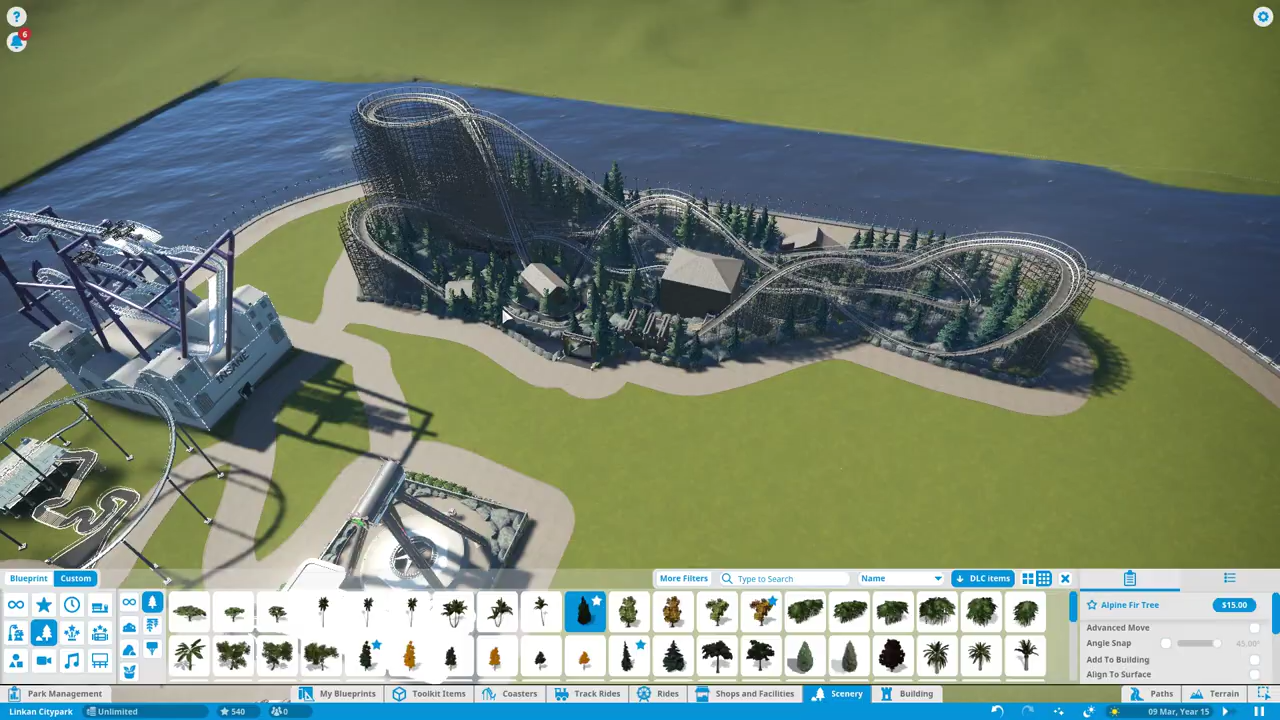 ?
6
INSANE
Blueprint
Custom
More Filters
Type to Search
Name
DLC items
Alpine Fir Tree
$15.00
Advanced Move
Angle Snap
45.00°
Add To Building
Align To Surface
Park Management
My Blueprints
Toolkit Items
Coasters
Track Rides
Rides
Shops and Facilities
Scenery
Building
Paths
Terrain
Linkan Citypark
Unlimited
540
0
09 Mar, Year 15